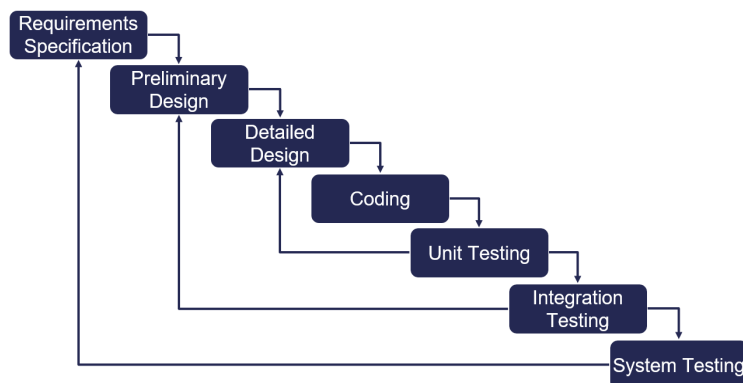 Requirements
Specification
Preliminary
Design
Detailed
Design
Coding
Unit Testing
Integration
Testing
System Testing